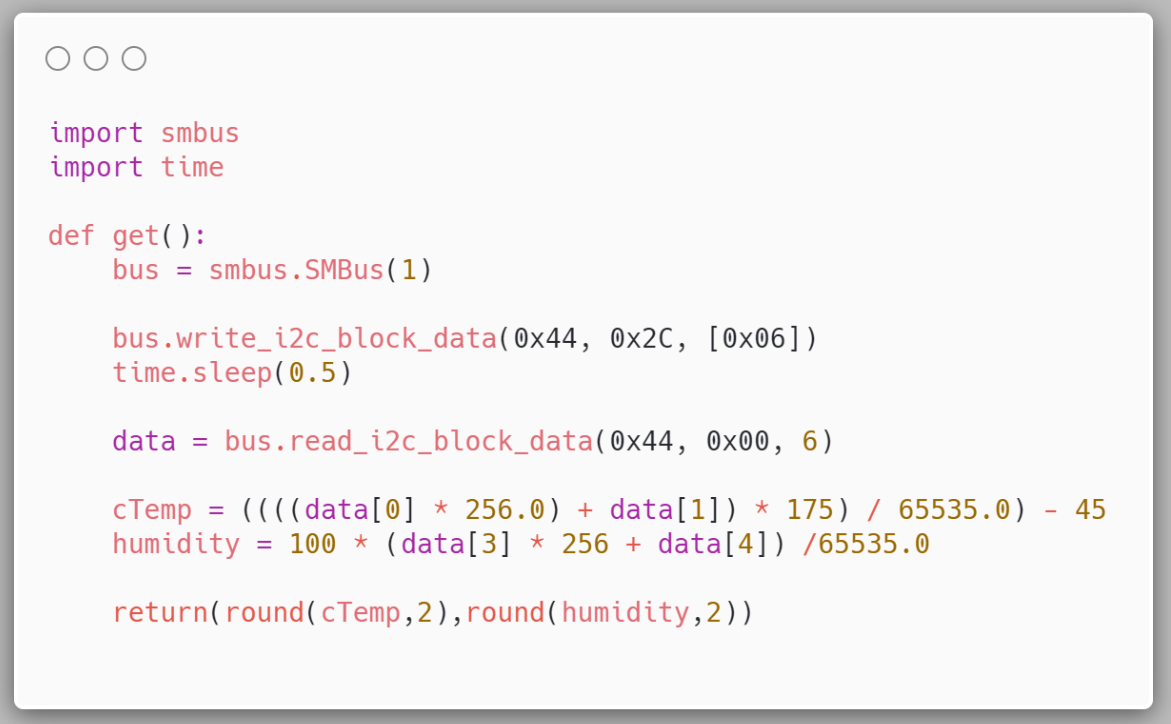 import smbus
import time
def get():
    bus = smbus.SMBus(1)
    bus.write_i2c_block_data(0x44, 0x2C, [0x06])
    time.sleep(0.5)
    data = bus.read_i2c_block_data(0x44, 0x00, 6)
    cTemp = ((((data[0] * 256.0) + data[1]) * 175) / 65535.0) - 45
    humidity = 100 * (data[3] * 256 + data[4]) /65535.0
    return(round(cTemp,2),round(humidity,2))